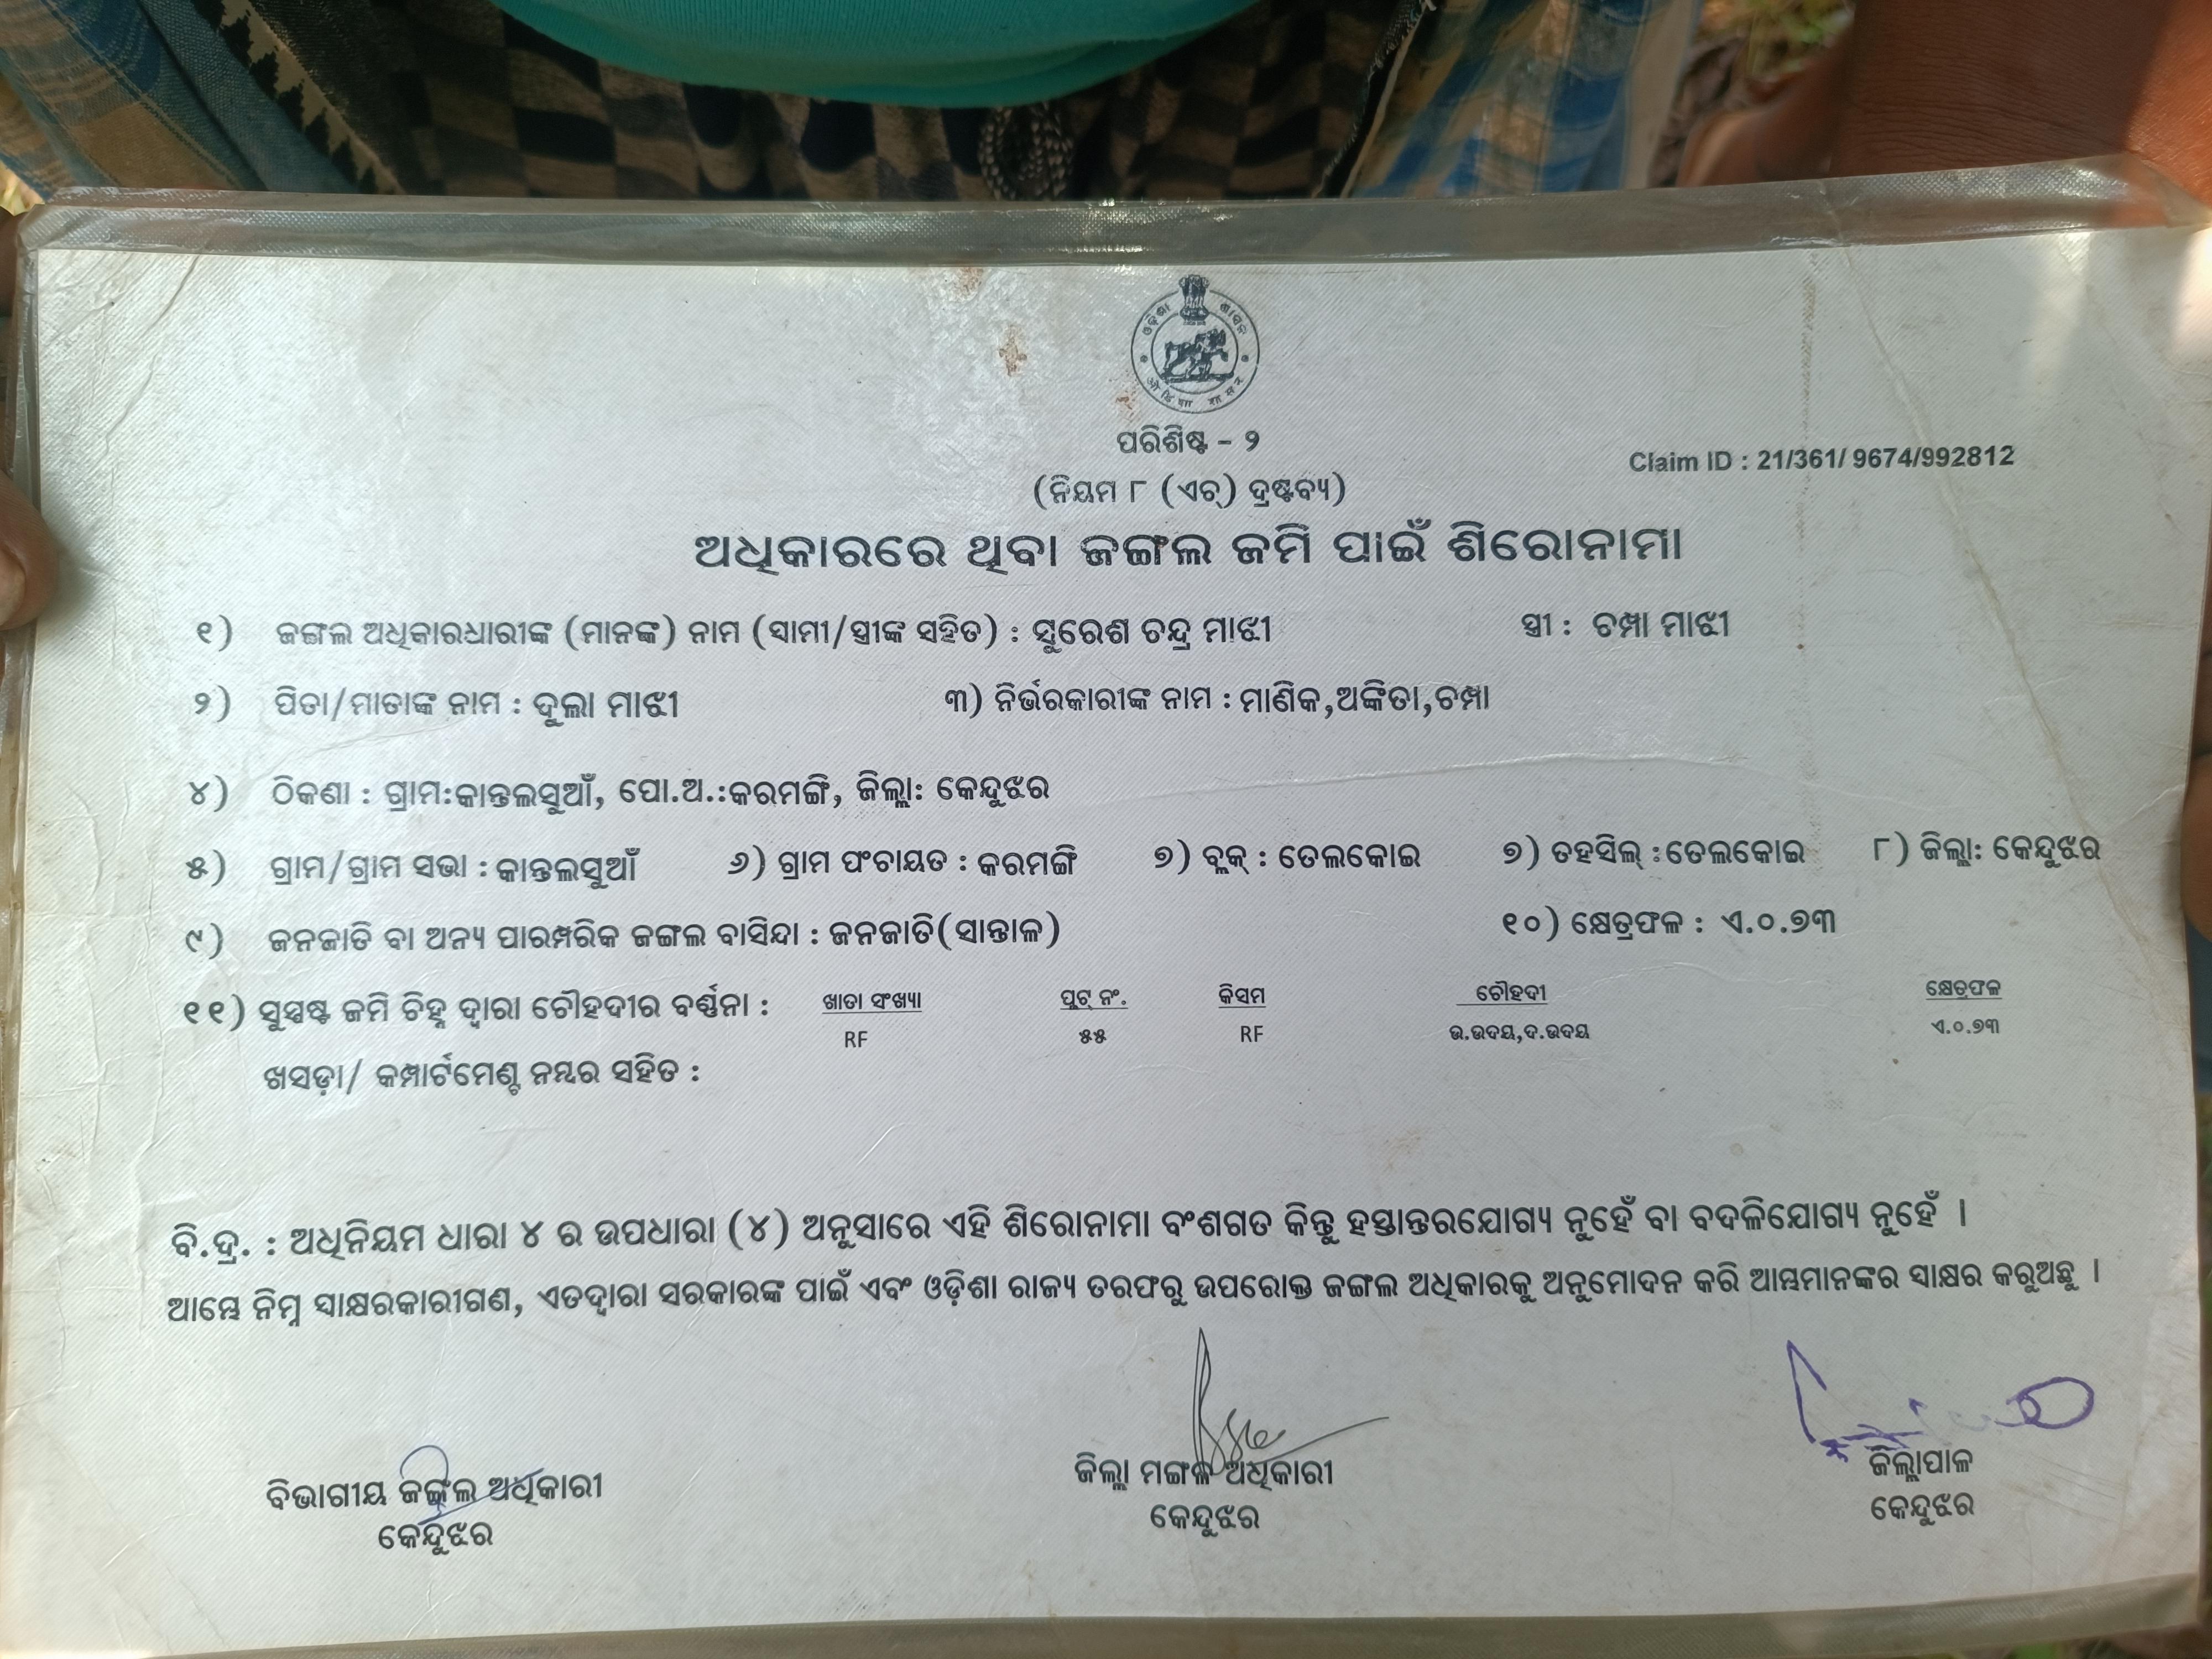 ଓଡ଼ିଶା ଶାସନ
ओडिशा शासन
ପରିଶିଷ୍ଟ - ୨
Claim ID : 21/361/ 9674/992812
(ନିୟମ ୮ (ଏଚ୍) ଦ୍ରଷ୍ଟବ୍ୟ)
ଅଧିକାରରେ ଥିବା ଜଙ୍ଗଲ ଜମି ପାଇଁ ଶିରୋନାମା
୧) ଜଙ୍ଗଲ ଅଧିକାରଧାରୀଙ୍କ (ମାନଙ୍କ) ନାମ (ସ୍ୱାମୀ/ସ୍ତ୍ରୀଙ୍କ ସହିତ) : ସୁରେଶ ଚନ୍ଦ୍ର ମାଝୀ ସ୍ତ୍ରୀ : ଚମ୍ପା ମାଝୀ
୨) ପିତା/ମାତାଙ୍କ ନାମ : ଦୁଲା ମାଝୀ ୩) ନିର୍ଭରକାରୀଙ୍କ ନାମ : ମାଣିକ,ଅଙ୍କିତା,ଚମ୍ପା
୪) ଠିକଣା : ଗ୍ରାମ:କାନ୍ତଲସୁଆଁ, ପୋ.ଅ.:କରମଙ୍ଗି, ଜିଲ୍ଲା: କେନ୍ଦୁଝର
୫) ଗ୍ରାମ/ଗ୍ରାମ ସଭା : କାନ୍ତଲସୁଆଁ ୬) ଗ୍ରାମ ପଂଚାୟତ : କରମଙ୍ଗି ୭) ବ୍ଲକ୍ : ତେଲକୋଇ ୭) ତହସିଲ୍ : ତେଲକୋଇ ୮) ଜିଲ୍ଲା: କେନ୍ଦୁଝର
୯) ଜନଜାତି ବା ଅନ୍ୟ ପାରମ୍ପରିକ ଜଙ୍ଗଲ ବାସିନ୍ଦା : ଜନଜାତି(ସାନ୍ତାଳ) ୧୦) କ୍ଷେତ୍ରଫଳ : ଏ.୦.୭୩
୧୧) ସୁସ୍ପଷ୍ଟ ଜମି ଚିହ୍ନ ଦ୍ୱାରା ଚୌହଦୀର ବର୍ଣ୍ଣନା : ଖାତା ସଂଖ୍ୟା ପ୍ଲଟ୍ ନଂ. କିସମ ଚୌହଦୀ କ୍ଷେତ୍ରଫଳ
RF ୫୫ RF ଉ.ଉଦୟ,ଦ.ଉଦୟ ଏ.୦.୭୩
ଖସଡ଼ା/ କମ୍ପାର୍ଟମେଣ୍ଟ ନମ୍ବର ସହିତ :
ବି.ଦ୍ର. : ଅଧିନିୟମ ଧାରା ୪ ର ଉପଧାରା (୪) ଅନୁସାରେ ଏହି ଶିରୋନାମା ବଂଶଗତ କିନ୍ତୁ ହସ୍ତାନ୍ତରଯୋଗ୍ୟ ନୁହେଁ ବା ବଦଳିଯୋଗ୍ୟ ନୁହେଁ ।
ଆମ୍ଭେ ନିମ୍ନ ସାକ୍ଷରକାରୀଗଣ, ଏତଦ୍ୱାରା ସରକାରଙ୍କ ପାଇଁ ଏବଂ ଓଡ଼ିଶା ରାଜ୍ୟ ତରଫରୁ ଉପରୋକ୍ତ ଜଙ୍ଗଲ ଅଧିକାରକୁ ଅନୁମୋଦନ କରି ଆମ୍ଭମାନଙ୍କର ସାକ୍ଷର କରୁଅଛୁ ।
ବିଭାଗୀୟ ଜଙ୍ଗଲ ଅଧିକାରୀ ଜିଲ୍ଲା ମଙ୍ଗଳ ଅଧିକାରୀ ଜିଲ୍ଲାପାଳ
କେନ୍ଦୁଝର କେନ୍ଦୁଝର କେନ୍ଦୁଝର